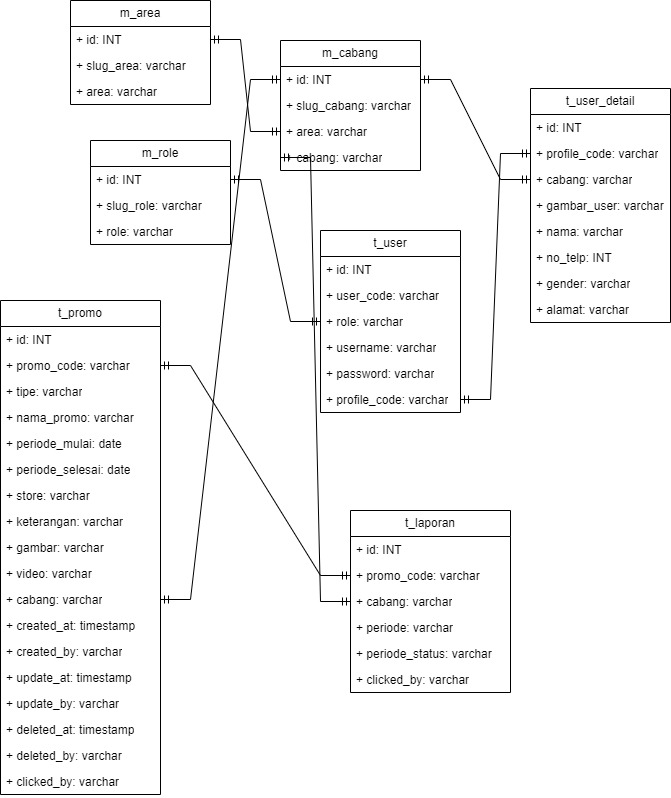 m_area
+ id: INT
+ slug_area: varchar
+ area: varchar
m_cabang
+ id: INT
+ slug_cabang: varchar
+ area: varchar
+ cabang: varchar
t_user_detail
+ id: INT
+ profile_code: varchar
+ cabang: varchar
+ gambar_user: varchar
+ nama: varchar
+ no_telp: INT
+ gender: varchar
+ alamat: varchar
m_role
+ id: INT
+ slug_role: varchar
+ role: varchar
t_user
+ id: INT
+ user_code: varchar
+ role: varchar
+ username: varchar
+ password: varchar
+ profile_code: varchar
t_promo
+ id: INT
+ promo_code: varchar
+ tipe: varchar
+ nama_promo: varchar
+ periode_mulai: date
+ periode_selesai: date
+ store: varchar
+ keterangan: varchar
+ gambar: varchar
+ video: varchar
+ cabang: varchar
+ created_at: timestamp
+ created_by: varchar
+ update_at: timestamp
+ update_by: varchar
+ deleted_at: timestamp
+ deleted_by: varchar
+ clicked_by: varchar
t_laporan
+ id: INT
+ promo_code: varchar
+ cabang: varchar
+ periode: varchar
+ periode_status: varchar
+ clicked_by: varchar